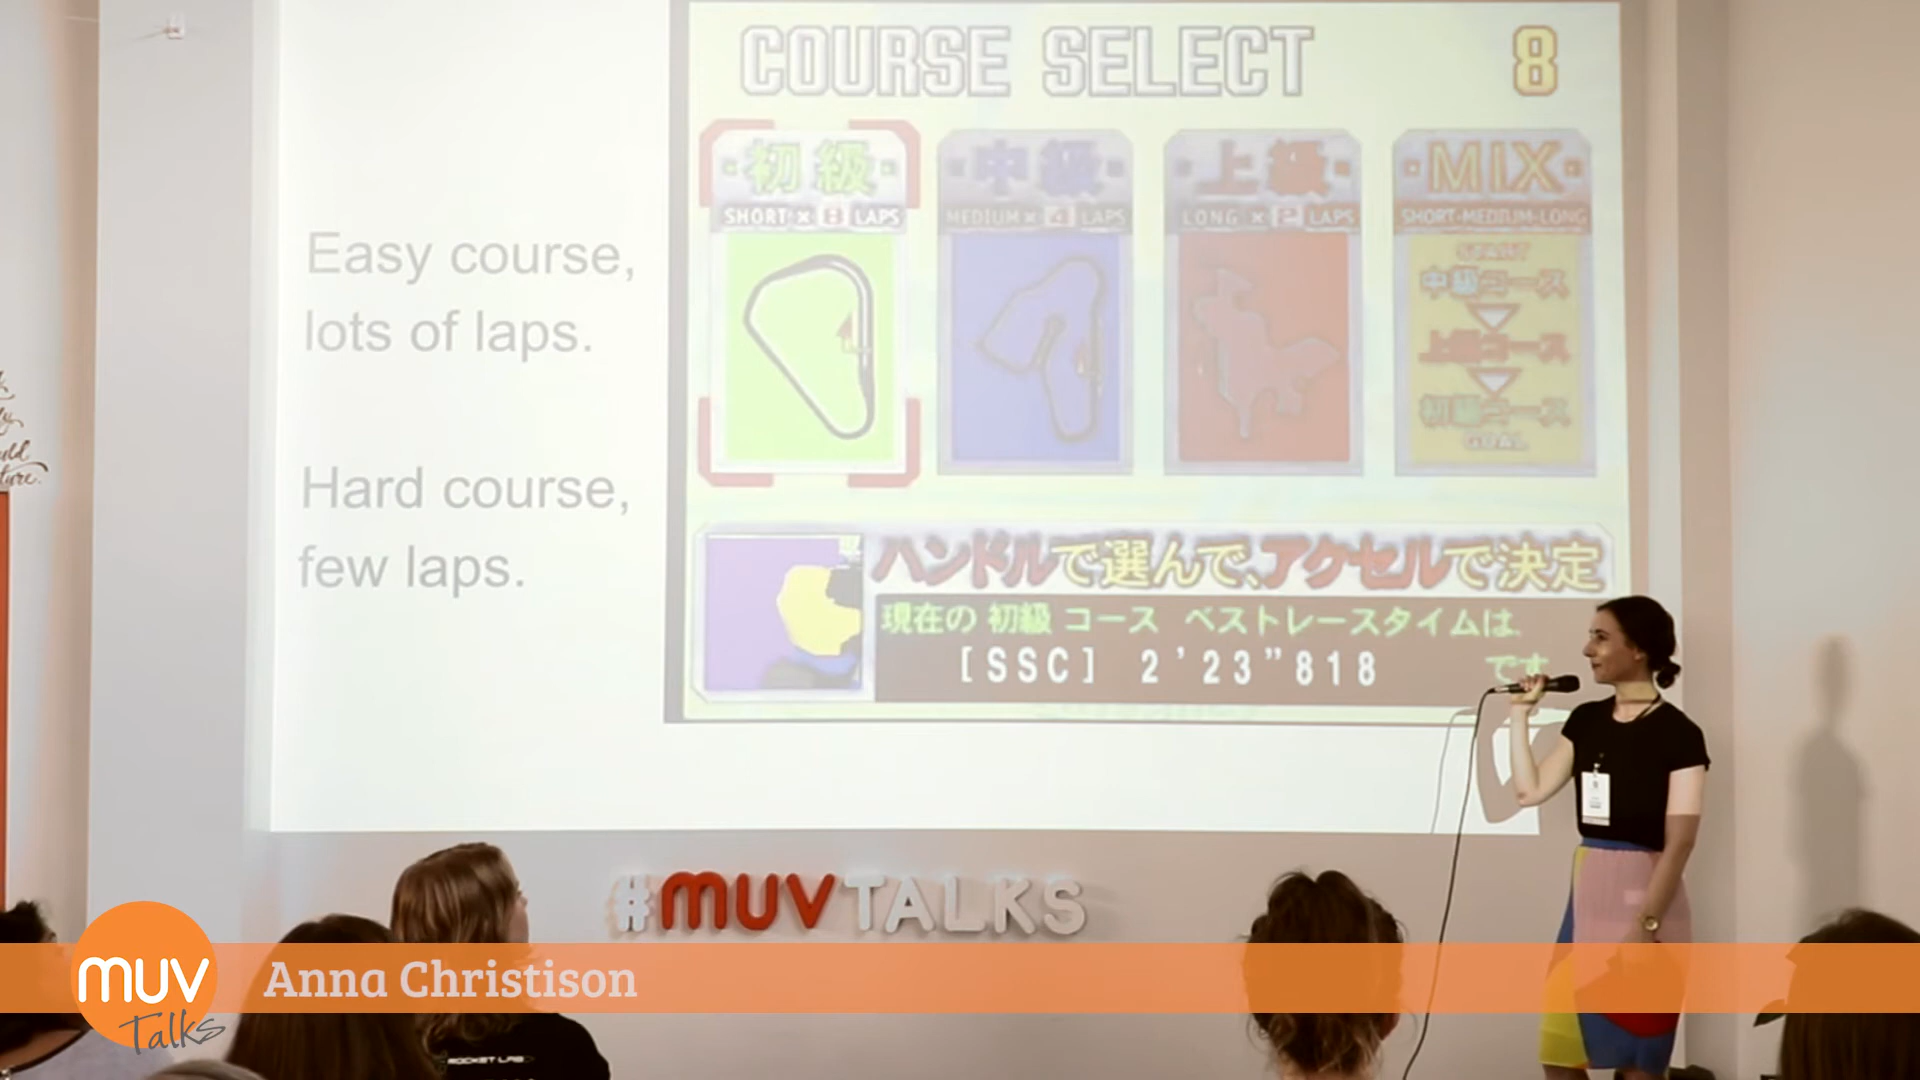 COURSE SELECT 8
・初級・
SHORT × 8 LAPS
・中級・
MEDIUM × 4 LAPS
・上級・
LONG × 2 LAPS
・MIX・
SHORT-MEDIUM-LONG
START
中級コース
上級コース
初級コース
GOAL
Easy course,
lots of laps.
Hard course,
few laps.
ハンドルで選んで、アクセルで決定
現在の 初級 コース ベストレースタイムは
[SSC] 2'23"818
です
#MUVTALKS
muv
Talks
Anna Christison
ROCKET LAB